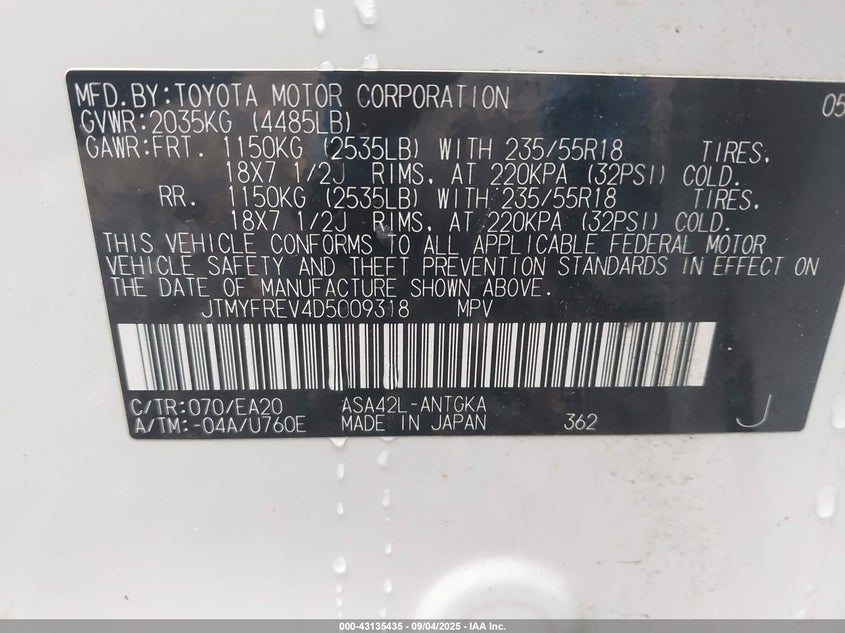 MFD.BY:TOYOTA MOTOR CORPORATION 05
GVWR:2035KG (4485LB)
GAWR:FRT. 1150KG (2535LB) WITH 235/55R18 TIRES,
18X7 1/2J RIMS, AT 220KPA (32PSI) COLD.
RR. 1150KG (2535LB) WITH 235/55R18 TIRES,
18X7 1/2J RIMS, AT 220KPA (32PSI) COLD.
THIS VEHICLE CONFORMS TO ALL APPLICABLE FEDERAL MOTOR
VEHICLE SAFETY AND THEFT PREVENTION STANDARDS IN EFFECT ON
THE DATE OF MANUFACTURE SHOWN ABOVE.
JTMYFREV4D5009318 MPV
C/TR:070/EA20 ASA42L-ANTGKA
A/TM:-04A/U760E MADE IN JAPAN 362 J
000-43135435 - 09/04/2025 - IAA Inc.